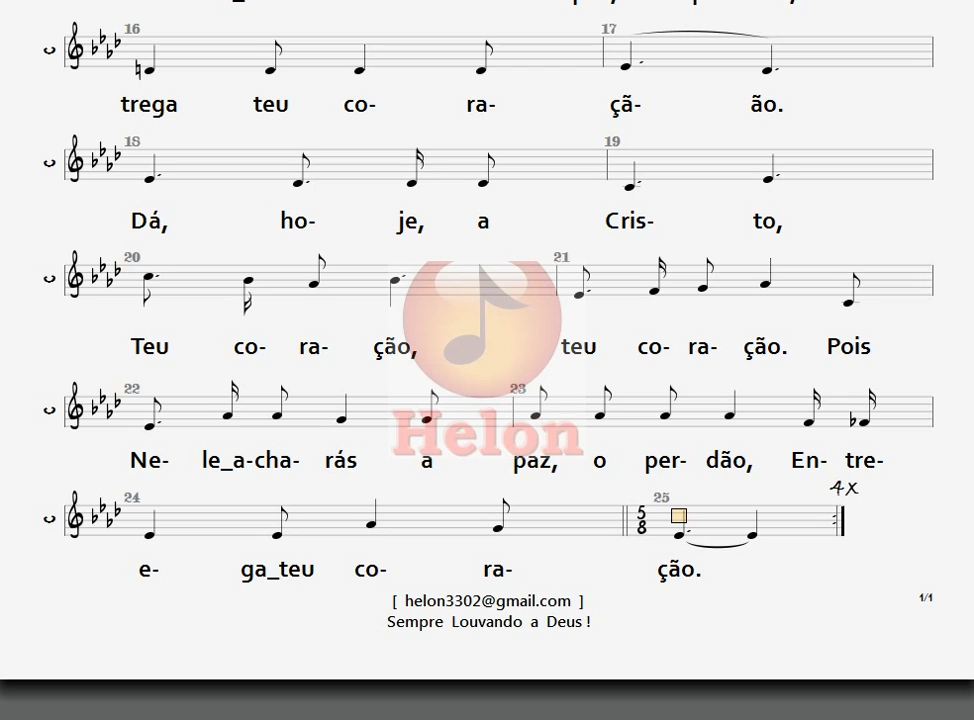 16 17
trega teu co- ra- çã- ão.
18 19
Dá, ho- je, a Cris- to,
20 21
Teu co- ra- ção, teu co- ra- ção. Pois
22 23
Ne- le_a-cha- rás a paz, o per- dão, En- tre-
4X
24 25
5
8
e- ga_teu co- ra- ção.
Helon
[ helon3302@gmail.com ]
1/1
Sempre Louvando a Deus !